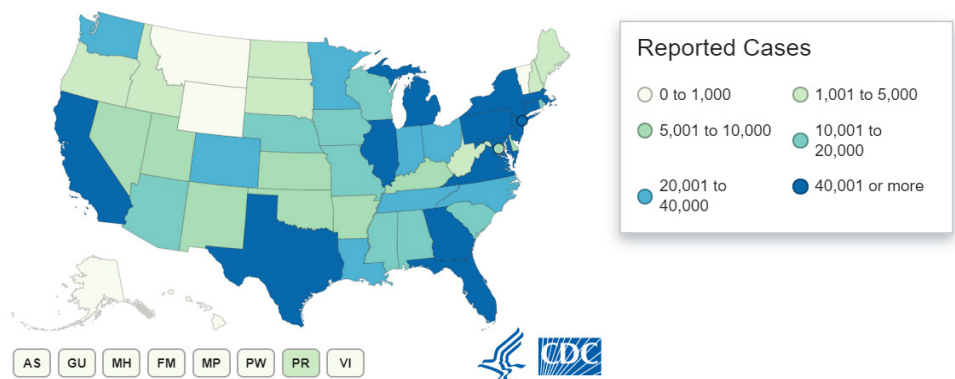 Reported Cases
0 to 1,000
1,001 to 5,000
5,001 to 10,000
10,001 to
20,000
20,001 to
40,000
40,001 or more
AS GU MH FM MP PW PR VI
CDC